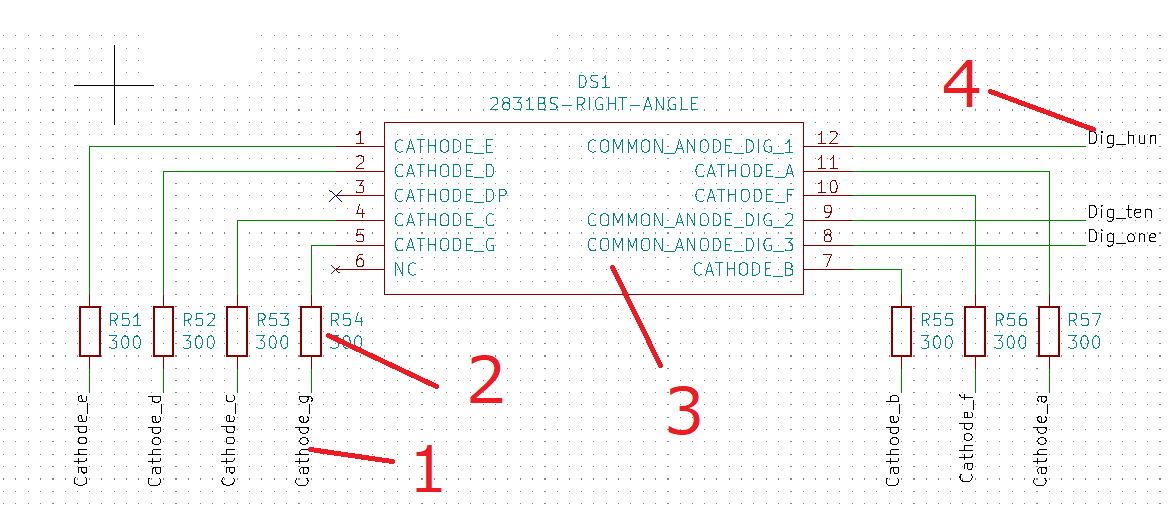 4
DS1
2831BS-RIGHT-ANGLE
1 CATHODE_E COMMON_ANODE_DIG_1 12 Dig_hun
2 CATHODE_D CATHODE_A 11
3 CATHODE_DP CATHODE_F 10
4 CATHODE_C COMMON_ANODE_DIG_2 9 Dig_ten
5 CATHODE_G COMMON_ANODE_DIG_3 8 Dig_one
6 NC CATHODE_B 7
R51 R52 R53 R54 R55 R56 R57
300 300 300 300 300 300 300
2
3
Cathode_e
Cathode_d
Cathode_c
Cathode_g
Cathode_b
Cathode_f
Cathode_a
1